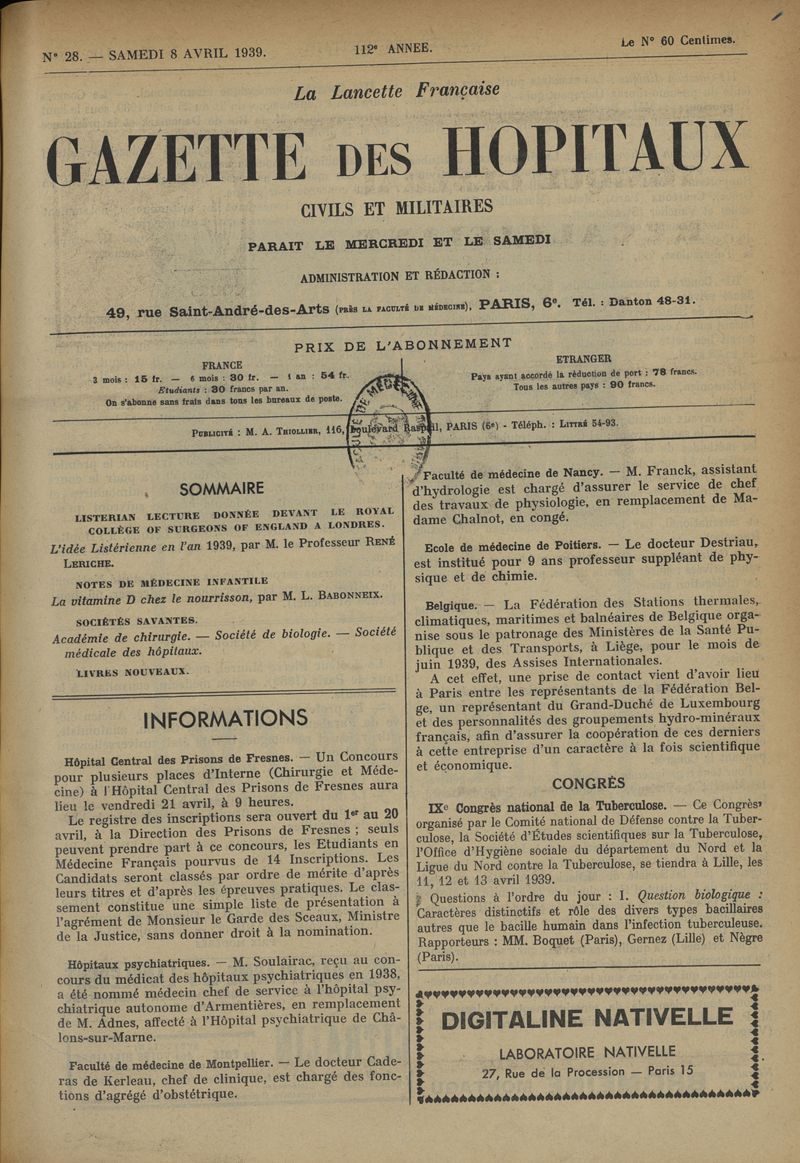 N° 28. — SAMEDI 8 AVRIL 1939.
112e ANNEE.
Le N° 60 Centimes.
La Lancette Française
GAZETTE DES HOPITAUX
CIVILS ET MILITAIRES
PARAIT LE MERCREDI ET LE SAMEDI
ADMINISTRATION ET RÉDACTION :
49, rue Saint-André-des-Arts (PRÈS LA FACULTÉ DE MÉDECINE), PARIS, 6e. Tél. : Danton 48-31.
PRIX DE L'ABONNEMENT
FRANCE
3 mois : 15 fr. — 6 mois : 30 fr. — 1 an : 54 fr.
Etudiants : 30 francs par an.
On s'abonne sans frais dans tous les bureaux de poste.
ETRANGER
Pays ayant accordé la réduction de port : 78 francs.
Tous les autres pays : 90 francs.
PUBLICITÉ : M. A. THIOLLIER, 116, boulevard Raspail, PARIS (6e) - Téléph. : LITTRÉ 54-93.
SOMMAIRE
LISTERIAN LECTURE DONNÉE DEVANT LE ROYAL
COLLÈGE OF SURGEONS OF ENGLAND A LONDRES.
L'idée Listérienne en l'an 1939, par M. le Professeur RENÉ
LERICHE.
NOTES DE MÉDECINE INFANTILE
La vitamine D chez le nourrisson, par M. L. BABONNEIX.
SOCIÉTÉS SAVANTES.
Académie de chirurgie. — Société de biologie. — Société
médicale des hôpitaux.
LIVRES NOUVEAUX.
INFORMATIONS
Hôpital Central des Prisons de Fresnes. — Un Concours
pour plusieurs places d'Interne (Chirurgie et Méde-
cine) à l'Hôpital Central des Prisons de Fresnes aura
lieu le vendredi 21 avril, à 9 heures.
Le registre des inscriptions sera ouvert du 1er au 20
avril, à la Direction des Prisons de Fresnes ; seuls
peuvent prendre part à ce concours, les Etudiants en
Médecine Français pourvus de 14 Inscriptions. Les
Candidats seront classés par ordre de mérite d'après
leurs titres et d'après les épreuves pratiques. Le clas-
sement constitue une simple liste de présentation à
l'agrément de Monsieur le Garde des Sceaux, Ministre
de la Justice, sans donner droit à la nomination.
Hôpitaux psychiatriques. — M. Soulairac, reçu au con-
cours du médicat des hôpitaux psychiatriques en 1938,
a été nommé médecin chef de service à l'hôpital psy-
chiatrique autonome d'Armentières, en remplacement
de M. Adnes, affecté à l'Hôpital psychiatrique de Châ-
lons-sur-Marne.
Faculté de médecine de Montpellier. — Le docteur Cade-
ras de Kerleau, chef de clinique, est chargé des fonc-
tions d'agrégé d'obstétrique.
Faculté de médecine de Nancy. — M. Franck, assistant
d'hydrologie est chargé d'assurer le service de chef
des travaux de physiologie, en remplacement de Ma-
dame Chalnot, en congé.
Ecole de médecine de Poitiers. — Le docteur Destriau,
est institué pour 9 ans professeur suppléant de phy-
sique et de chimie.
Belgique. — La Fédération des Stations thermales,
climatiques, maritimes et balnéaires de Belgique orga-
nise sous le patronage des Ministères de la Santé Pu-
blique et des Transports, à Liège, pour le mois de
juin 1939, des Assises Internationales.
A cet effet, une prise de contact vient d'avoir lieu
à Paris entre les représentants de la Fédération Bel-
ge, un représentant du Grand-Duché de Luxembourg
et des personnalités des groupements hydro-minéraux
français, afin d'assurer la coopération de ces derniers
à cette entreprise d'un caractère à la fois scientifique
et économique.
CONGRÈS
IXe Congrès national de la Tuberculose. — Ce Congrès,
organisé par le Comité national de Défense contre la Tuber-
culose, la Société d'Études scientifiques sur la Tuberculose,
l'Office d'Hygiène sociale du département du Nord et la
Ligue du Nord contre la Tuberculose, se tiendra à Lille, les
11, 12 et 13 avril 1939.
Questions à l'ordre du jour : I. Question biologique :
Caractères distinctifs et rôle des divers types bacillaires
autres que le bacille humain dans l'infection tuberculeuse.
Rapporteurs : MM. Boquet (Paris), Gernez (Lille) et Nègre
(Paris).
DIGITALINE NATIVELLE
LABORATOIRE NATIVELLE
27, Rue de la Procession — Paris 15